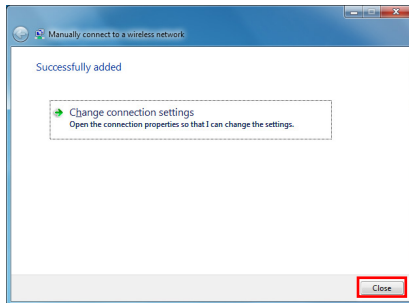 Manually connect to a wireless network
Successfully added
Change connection settings
Open the connection properties so that I can change the settings.
Close